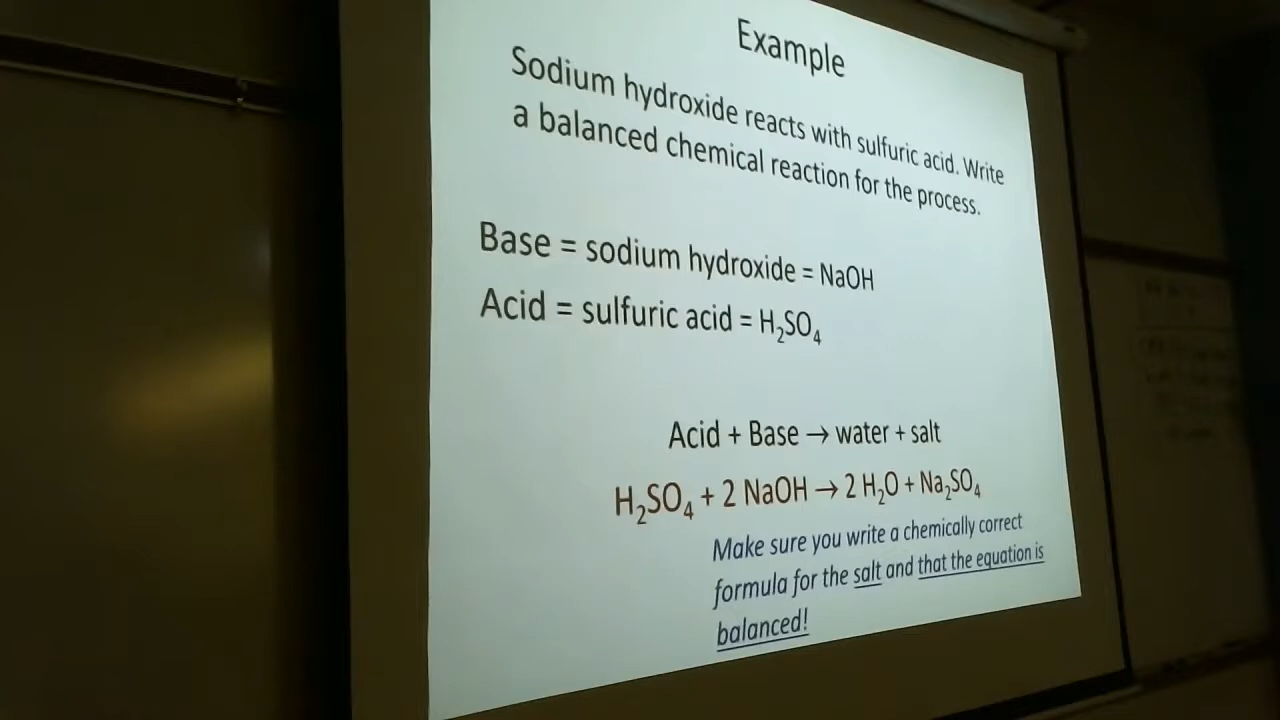 Example
Sodium hydroxide reacts with sulfuric acid. Write
a balanced chemical reaction for the process.
Base = sodium hydroxide = NaOH
Acid = sulfuric acid = H₂SO₄
Acid + Base → water + salt
H₂SO₄ + 2 NaOH → 2 H₂O + Na₂SO₄
Make sure you write a chemically correct
formula for the salt and that the equation is
balanced!